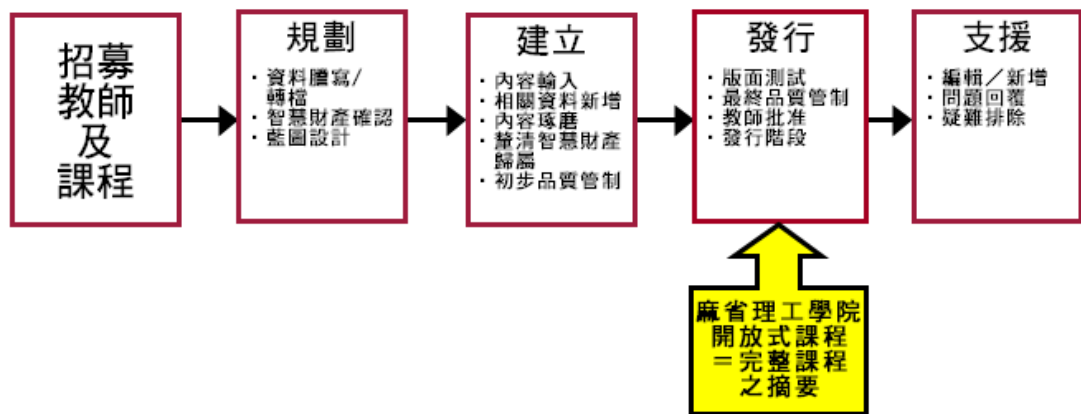 招募
教師
及
課程
規劃
・資料謄寫/
轉檔
・智慧財產確認
・藍圖設計
建立
・內容輸入
・相關資料新增
・內容琢磨
・釐清智慧財產
歸屬
・初步品質管制
發行
・版面測試
・最終品質管制
・教師批准
・發行階段
支援
・編輯／新增
・問題回覆
・疑難排除
麻省理工學院
開放式課程
＝完整課程
之摘要